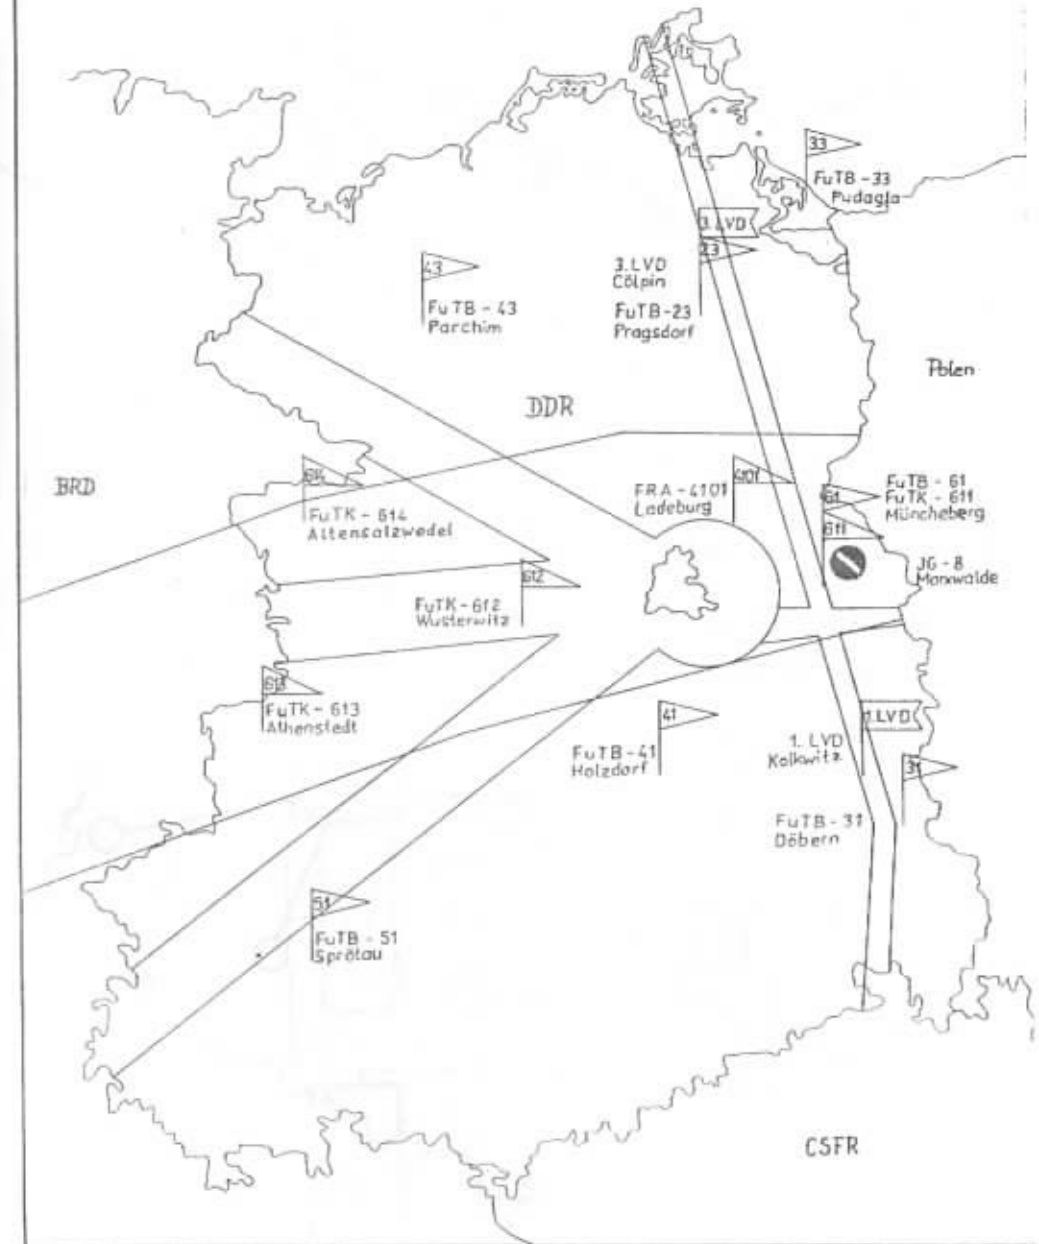 33
FuTB - 33
Pudagla
3. LVD
23
3. LVD
Cölpin
FuTB - 23
Pragsdorf
43
FuTB - 43
Parchim
Polen
DDR
BRD
614
FuTK - 614
Altensalzwedel
4101
FRA - 4101
Ladeburg
61
611
FuTB - 61
FuTK - 611
Müncheberg
JG - 8
Marxwalde
612
FuTK - 612
Wusterwitz
613
FuTK - 613
Athenstedt
41
FuTB - 41
Holzdorf
1. LVD
1. LVD
Kolkwitz
31
FuTB - 31
Döbern
51
FuTB - 51
Sprötau
CSFR